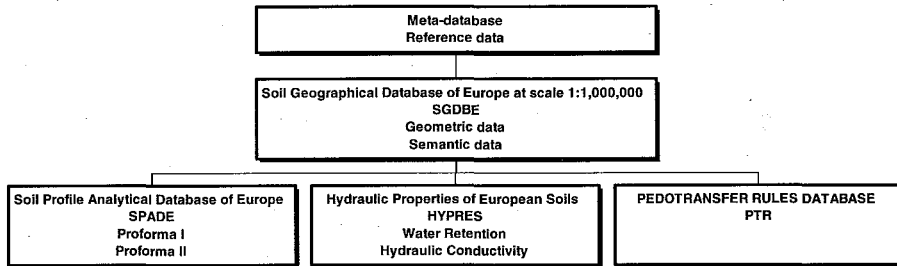 Meta-database
Reference data
Soil Geographical Database of Europe at scale 1:1,000,000
SGDBE
Geometric data
Semantic data
Soil Profile Analytical Database of Europe
SPADE
Proforma I
Proforma II
Hydraulic Properties of European Soils
HYPRES
Water Retention
Hydraulic Conductivity
PEDOTRANSFER RULES DATABASE
PTR